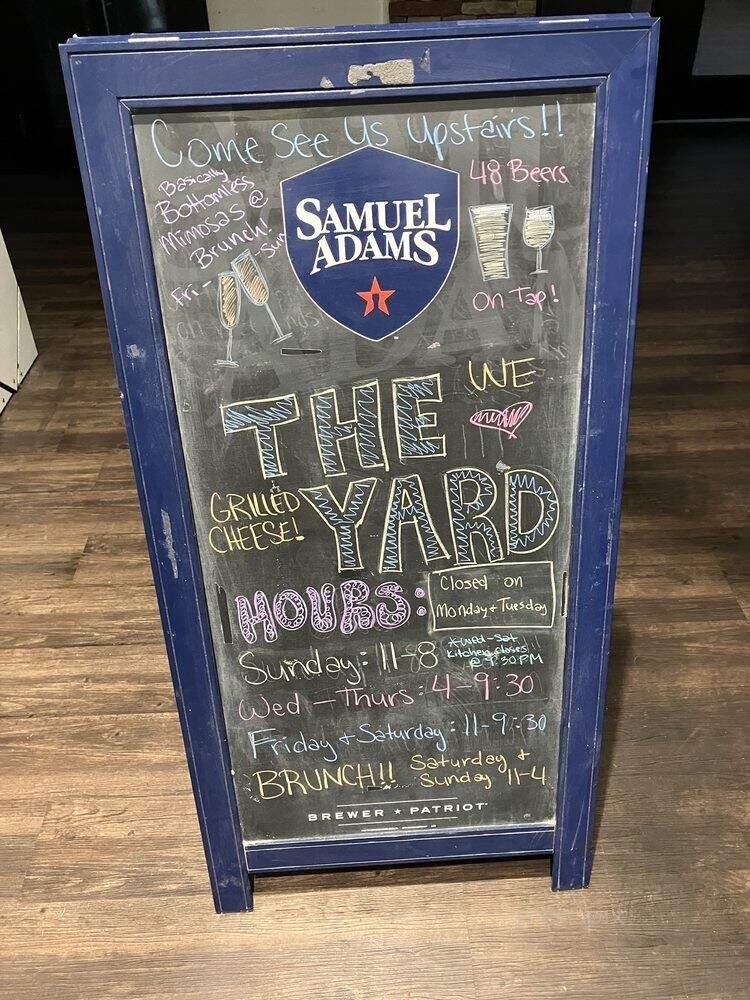 Come See Us Upstairs!!
Basically
Bottomless
Mimosas @
Brunch!
Fri - Sun
SAMUEL
ADAMS
48 Beers
On Tap!
WE
THE
GRILLED
CHEESE!
YARD
HOURS:
Closed on
Monday + Tuesday
Sunday: 11-8
*Wed-Sat
Kitchen closes
@ 9:30PM
Wed - Thurs: 4-9:30
Friday + Saturday: 11-9:30
BRUNCH!! Saturday +
Sunday 11-4
BREWER ★ PATRIOT